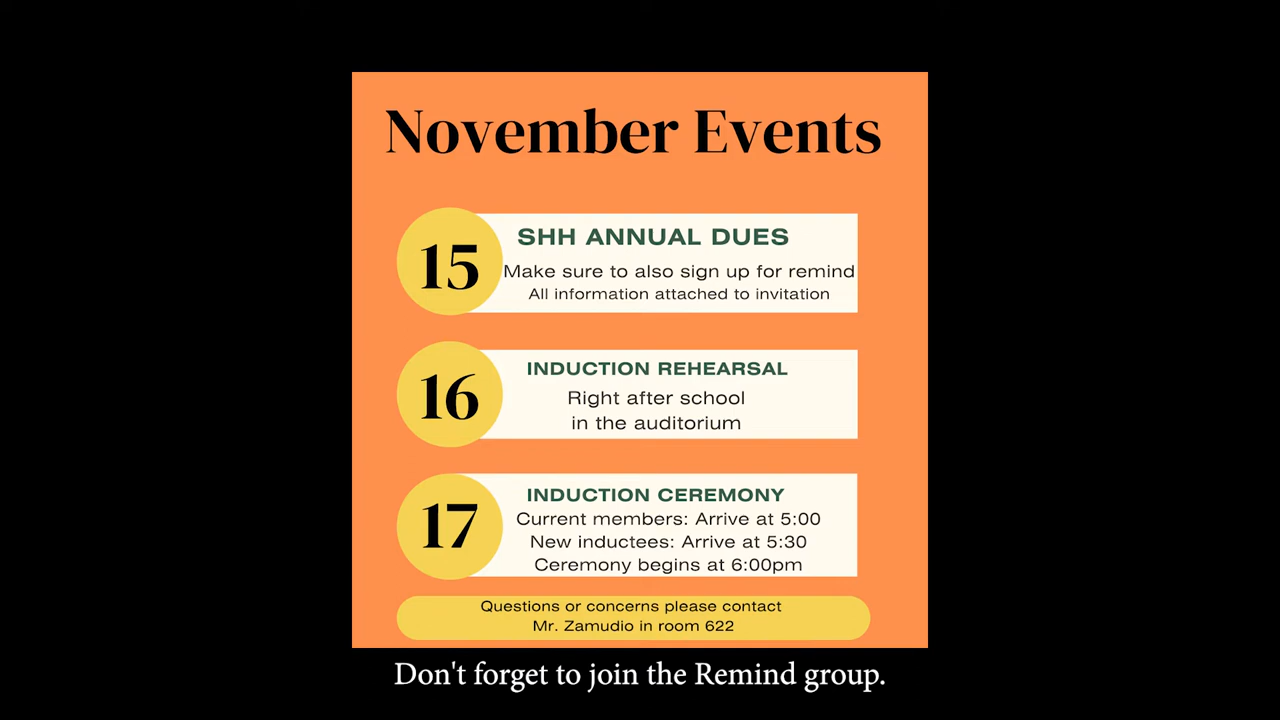 November Events
15
SHH ANNUAL DUES
Make sure to also sign up for remind
All information attached to invitation
16
INDUCTION REHEARSAL
Right after school
in the auditorium
17
INDUCTION CEREMONY
Current members: Arrive at 5:00
New inductees: Arrive at 5:30
Ceremony begins at 6:00pm
Questions or concerns please contact
Mr. Zamudio in room 622
Don't forget to join the Remind group.